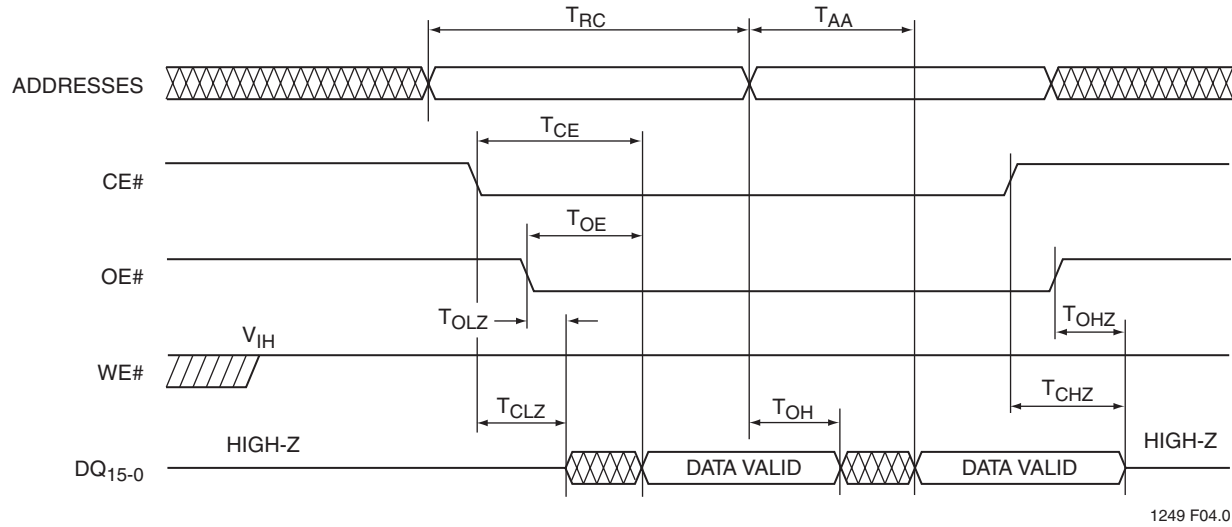 TRC TAA
ADDRESSES
TCE
CE#
TOE
OE#
TOLZ
TOHZ
VIH
WE#
TCLZ TOH TCHZ
HIGH-Z HIGH-Z
DQ15-0 DATA VALID DATA VALID
1249 F04.0